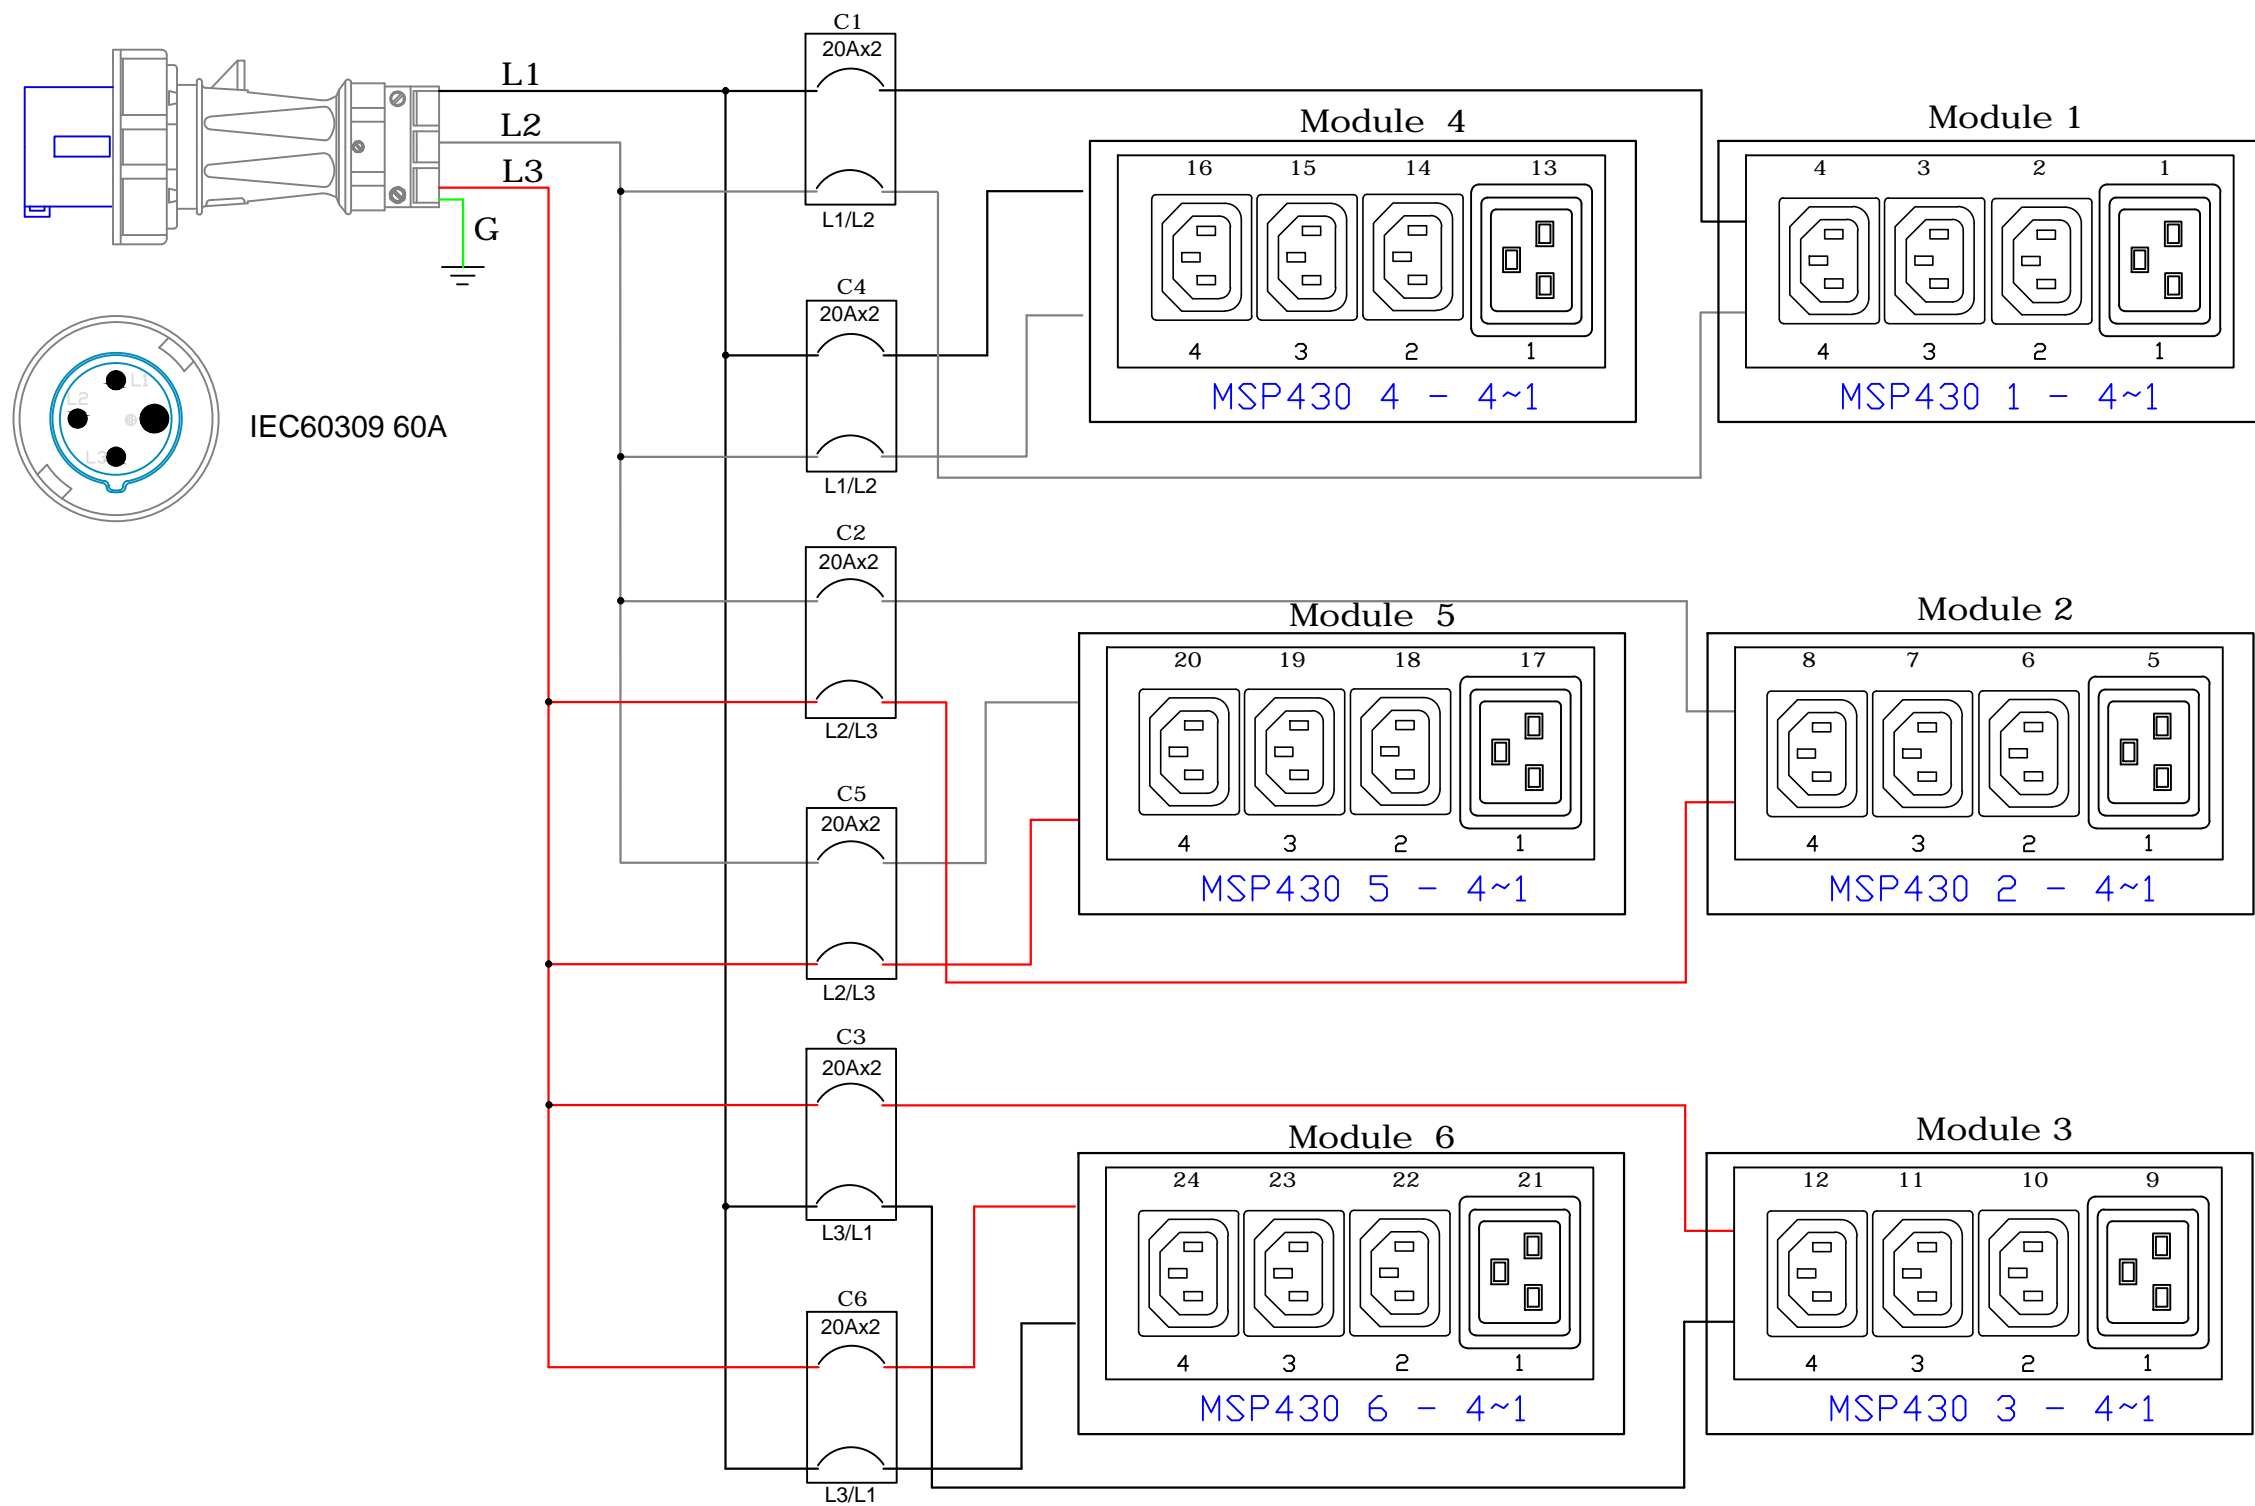 C1
20Ax2
L1
L2
L3
G
L1/L2
Module 4
16 15 14 13
4 3 2 1
MSP430 4 - 4~1
Module 1
4 3 2 1
4 3 2 1
MSP430 1 - 4~1
L1
L2
L3
IEC60309 60A
C4
20Ax2
L1/L2
C2
20Ax2
L2/L3
Module 5
20 19 18 17
4 3 2 1
MSP430 5 - 4~1
Module 2
8 7 6 5
4 3 2 1
MSP430 2 - 4~1
C5
20Ax2
L2/L3
C3
20Ax2
L3/L1
Module 6
24 23 22 21
4 3 2 1
MSP430 6 - 4~1
Module 3
12 11 10 9
4 3 2 1
MSP430 3 - 4~1
C6
20Ax2
L3/L1